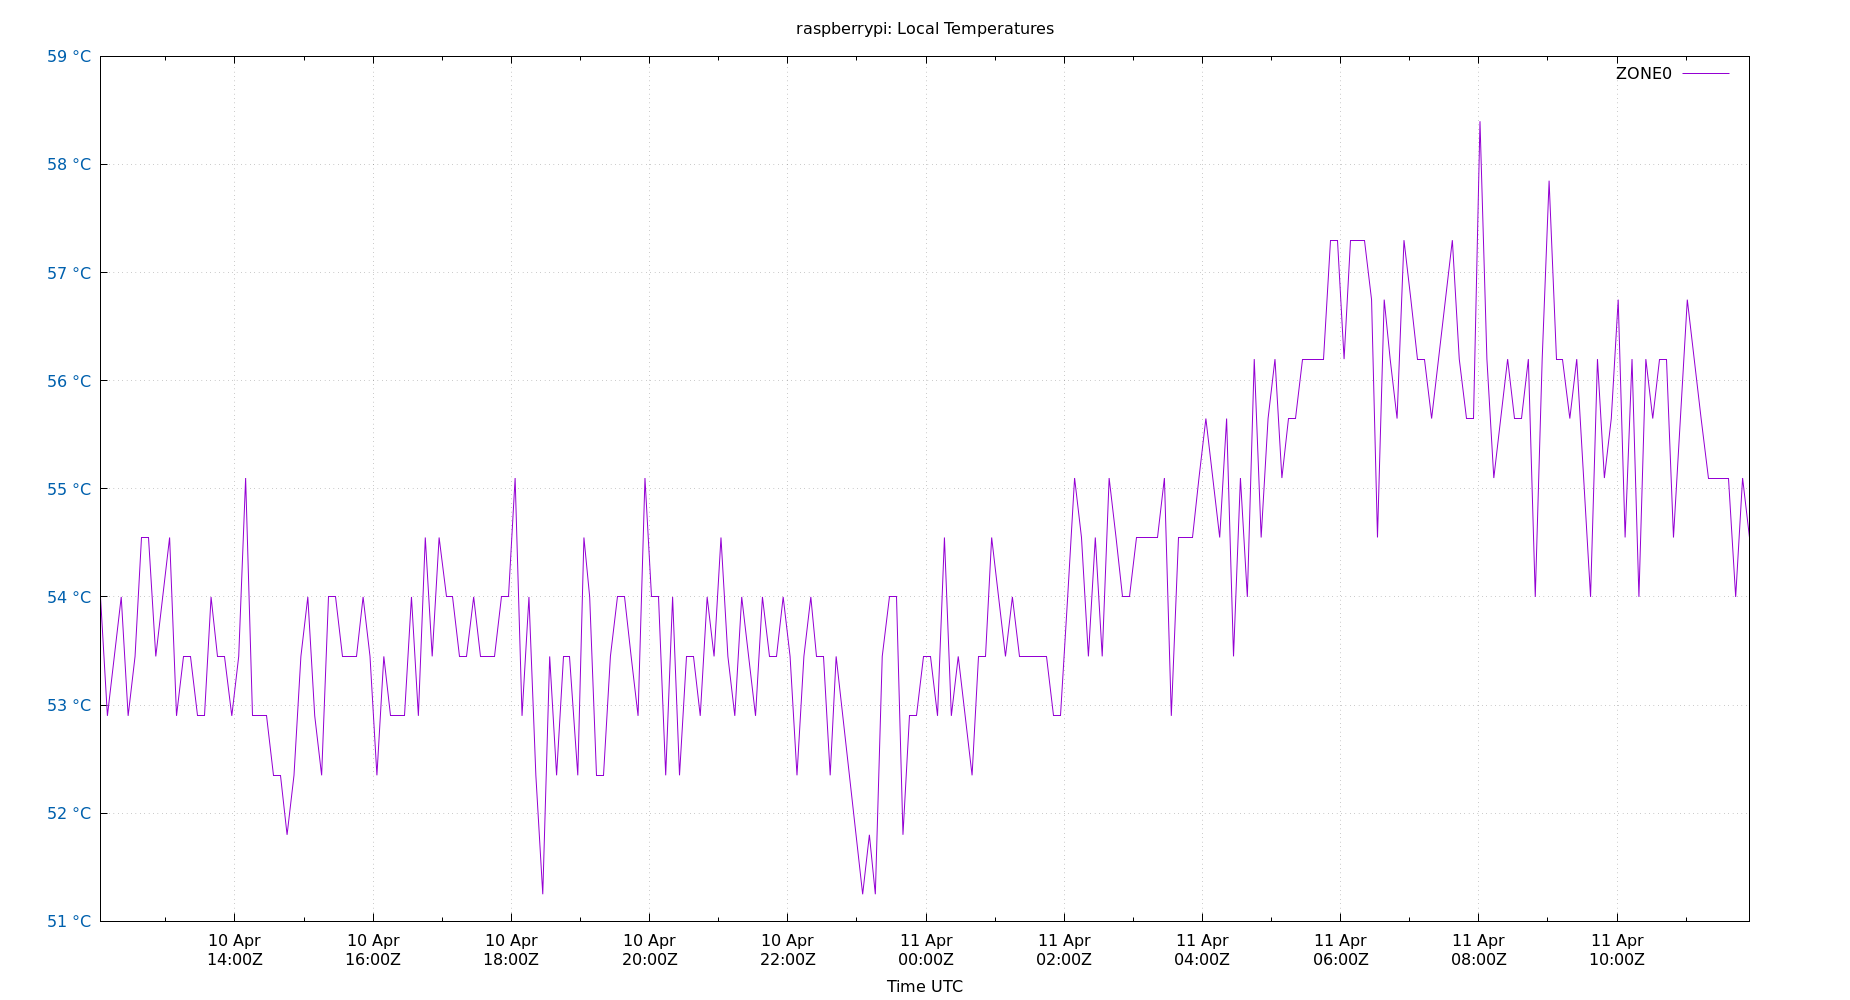 raspberrypi: Local Temperatures
59 °C
ZONE0
58 °C
57 °C
56 °C
55 °C
54 °C
53 °C
52 °C
51 °C
10 Apr 10 Apr 10 Apr 10 Apr 10 Apr 11 Apr 11 Apr 11 Apr 11 Apr 11 Apr 11 Apr
14:00Z 16:00Z 18:00Z 20:00Z 22:00Z 00:00Z 02:00Z 04:00Z 06:00Z 08:00Z 10:00Z
Time UTC